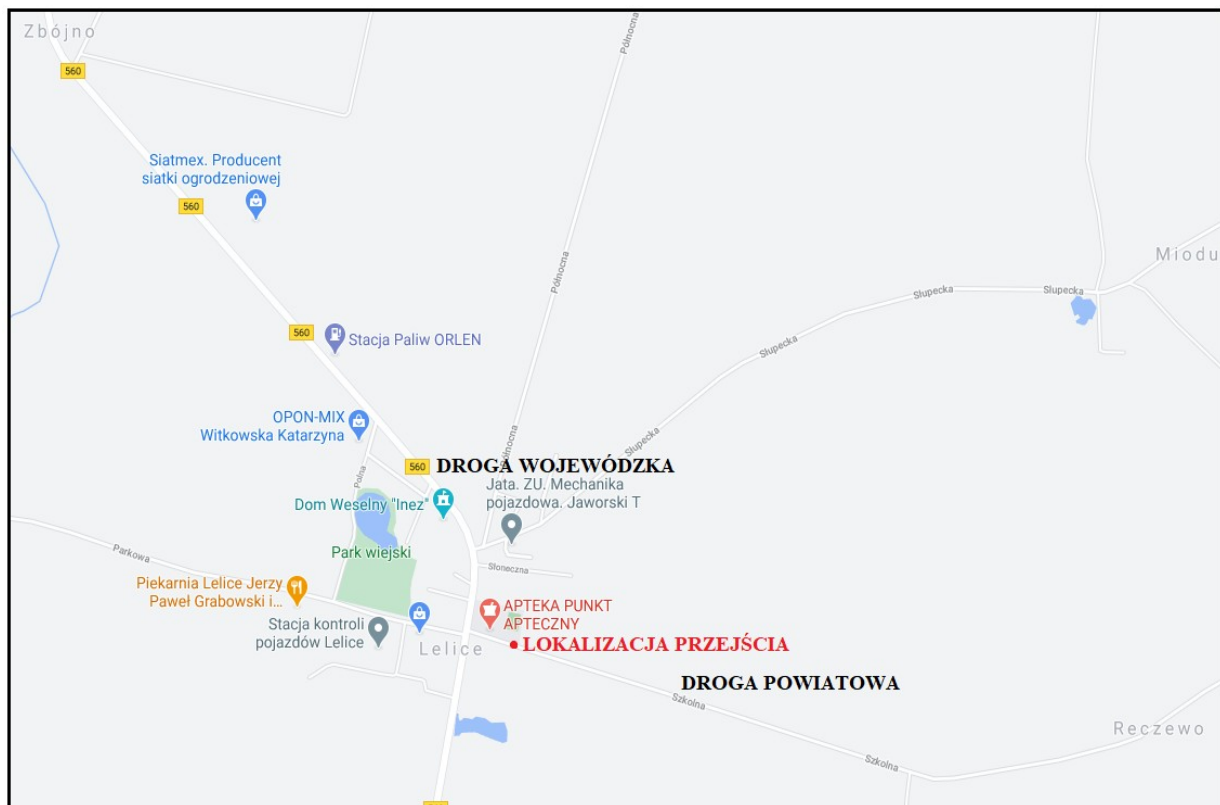 Zbójno
560
Północna
Siatmex. Producent
siatki ogrodzeniowej
560
Północna
Miodu
Słupecka
Słupecka
560
Stacja Paliw ORLEN
Słupecka
OPON-MIX
Witkowska Katarzyna
Słupecka
Północna
560
DROGA WOJEWÓDZKA
Polna
Jata. ZU. Mechanika
pojazdowa. Jaworski T
Dom Weselny "Inez"
Parkowa
Park wiejski
Słoneczna
Piekarnia Lelice Jerzy
Paweł Grabowski i...
APTEKA PUNKT
APTECZNY
Stacja kontroli
pojazdów Lelice
Lelice
LOKALIZACJA PRZEJŚCIA
DROGA POWIATOWA
Szkolna
Reczewo
Szkolna
560